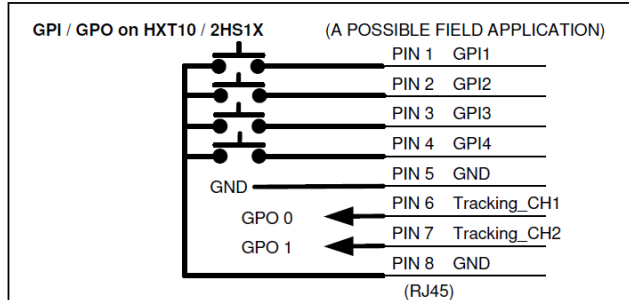 GPI / GPO on HXT10 / 2HS1X (A POSSIBLE FIELD APPLICATION)
PIN 1 GPI1
PIN 2 GPI2
PIN 3 GPI3
PIN 4 GPI4
GND PIN 5 GND
GPO 0 PIN 6 Tracking_CH1
GPO 1 PIN 7 Tracking_CH2
PIN 8 GND
(RJ45)